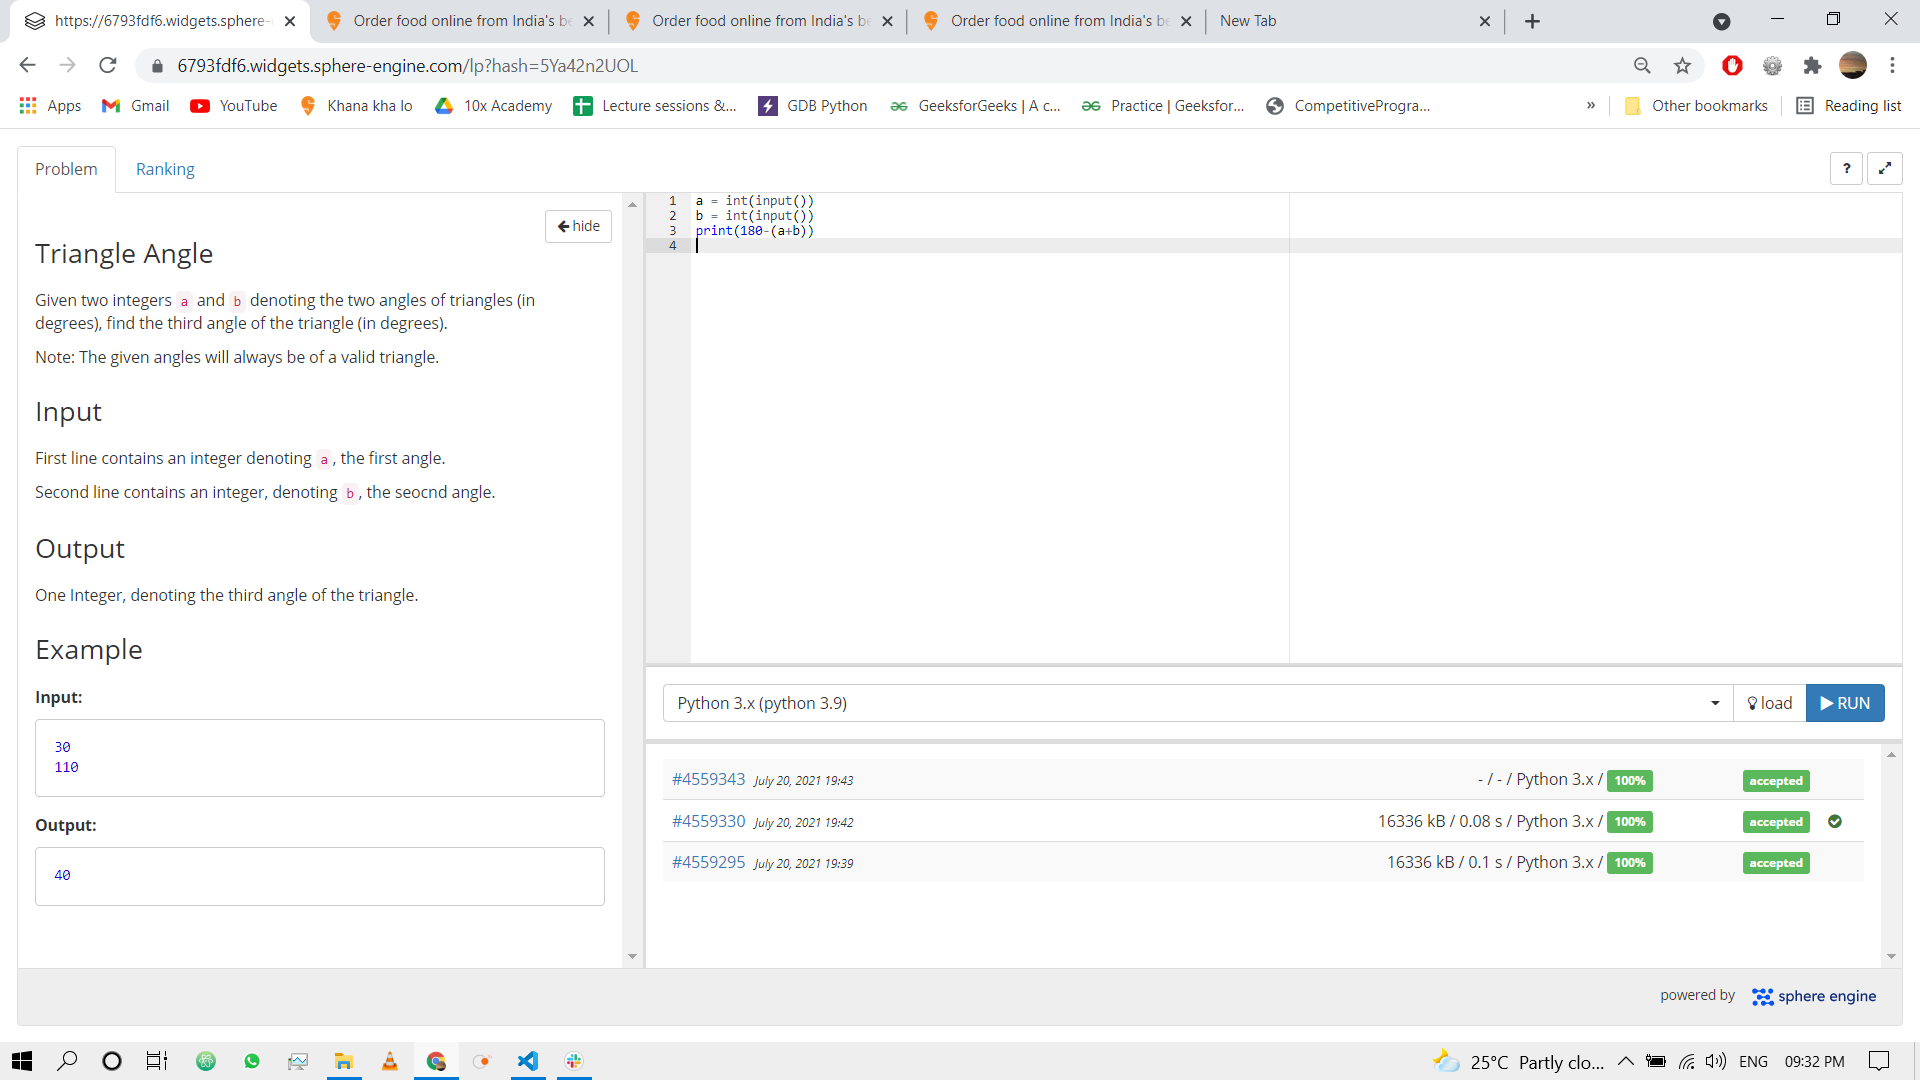 https://6793fdf6.widgets.sphere-
Order food online from India's be
Order food online from India's be
Order food online from India's be
New Tab
6793fdf6.widgets.sphere-engine.com/lp?hash=5Ya42n2UOL
Apps
Gmail
YouTube
Khana kha lo
10x Academy
Lecture sessions &...
GDB Python
GeeksforGeeks | A c...
Practice | Geeksfor...
CompetitiveProgra...
»
Other bookmarks
Reading list
Problem
Ranking
?
hide
Triangle Angle
Given two integers a and b denoting the two angles of triangles (in
degrees), find the third angle of the triangle (in degrees).
Note: The given angles will always be of a valid triangle.
Input
First line contains an integer denoting a , the first angle.
Second line contains an integer, denoting b , the seocnd angle.
Output
One Integer, denoting the third angle of the triangle.
Example
Input:
30
110
Output:
40
1 a = int(input())
2 b = int(input())
3 print(180-(a+b))
4
Python 3.x (python 3.9)
load
RUN
#4559343 July 20, 2021 19:43 - / - / Python 3.x / 100% accepted
#4559330 July 20, 2021 19:42 16336 kB / 0.08 s / Python 3.x / 100% accepted
#4559295 July 20, 2021 19:39 16336 kB / 0.1 s / Python 3.x / 100% accepted
powered by sphere engine
25°C Partly clo...
ENG
09:32 PM